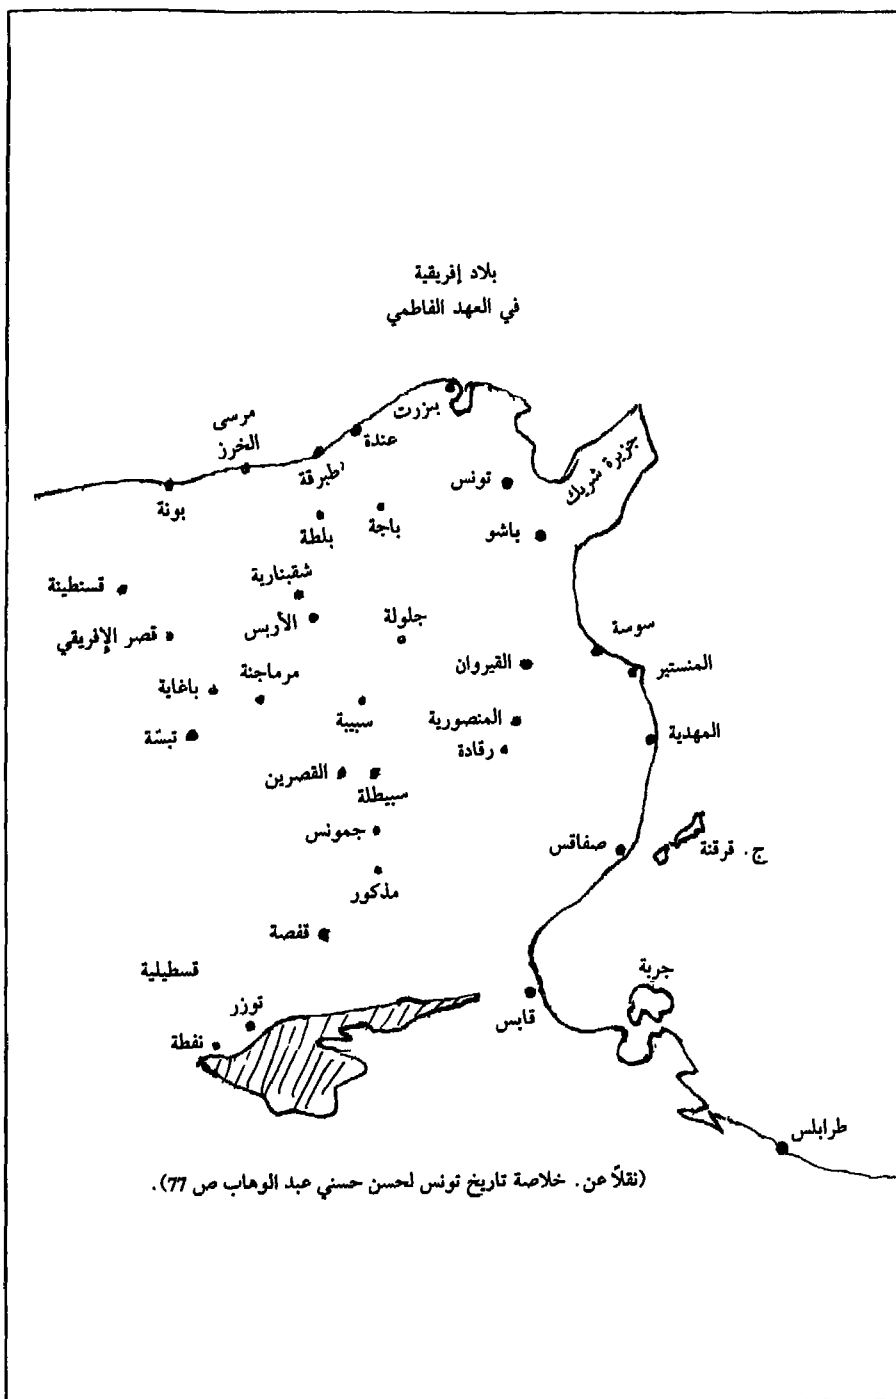 بلاد إفريقية
في العهد الفاطمي
بىزرت
مرسى
الخرز
عندة
طبرقة
بونة
تونس
جزيرة شريك
باجة
بلطة
باشو
قسنطينة
شقبنارية
الأربس
جلولة
سوسة
قصر الإفريقي
القيروان
المنستير
مرماجنة
باغاية
سبيبة
المنصورية
المهدية
تبسّة
رقادة
القصرين
سبيطلة
جمونس
صفاقس
ج. قرقنة
مذكور
قفصة
قسطيلية
جربة
توزر
قابس
نفطة
طرابلس
(نقلاً عن. خلاصة تاريخ تونس لحسن حسني عبد الوهاب ص 77).